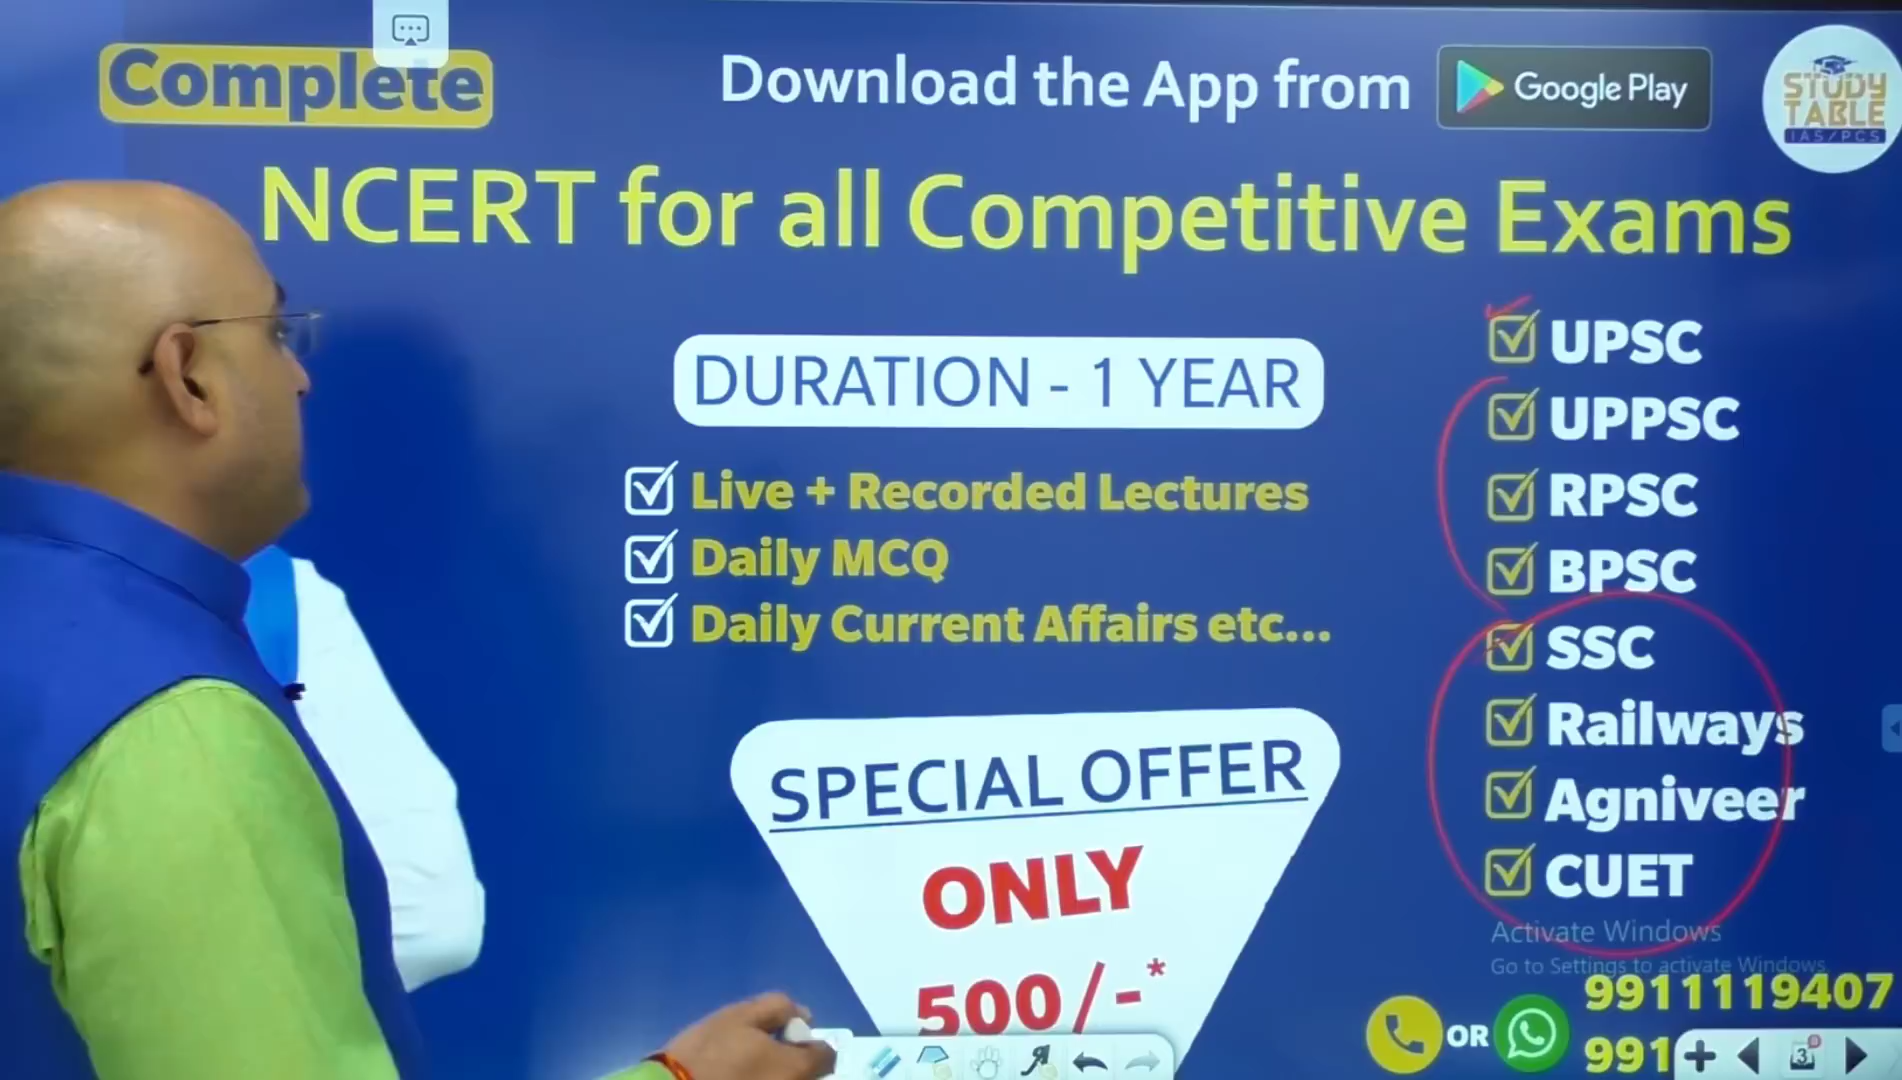 Complete
Download the App from
Google Play
STUDY
TABLE
IAS/PCS
NCERT for all Competitive Exams
DURATION - 1 YEAR
Live + Recorded Lectures
Daily MCQ
Daily Current Affairs etc...
SPECIAL OFFER
ONLY
500/-*
UPSC
UPPSC
RPSC
BPSC
SSC
Railways
Agniveer
CUET
Activate Windows
Go to Settings to activate Windows.
9911119407
OR
991
3